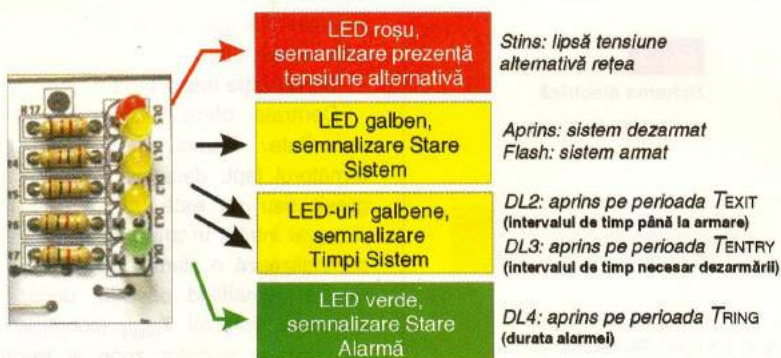 LED roșu,
semanlizare prezență
tensiune alternativă
Stins: lipsă tensiune
alternativă rețea
LED galben,
semnalizare Stare
Sistem
Aprins: sistem dezarmat
Flash: sistem armat
LED-uri galbene,
semnalizare
Timpi Sistem
DL2: aprins pe perioada TEXIT
(intervalul de timp până la armare)
DL3: aprins pe perioada TENTRY
(intervalul de timp necesar dezarmării)
LED verde,
semnalizare Stare
Alarmă
DL4: aprins pe perioada TRING
(durata alarmei)
R17
DL5
DL1
DL2
DL3
DL4